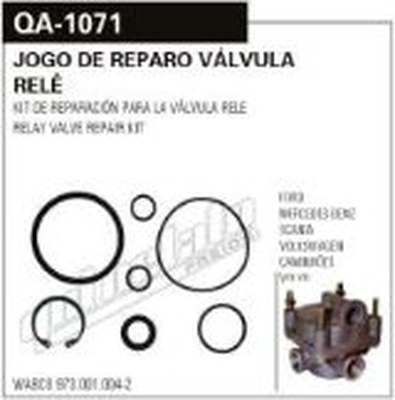 QA-1071
JOGO DE REPARO VÁLVULA
RELÊ
KIT DE REPARACIÓN PARA LA VÁLVULA RELE
RELAY VALVE REPAIR KIT
FORD
MERCEDES-BENZ
SCANIA
VOLKSWAGEN
CAMINHÕES
WABCO 973.001.004-2